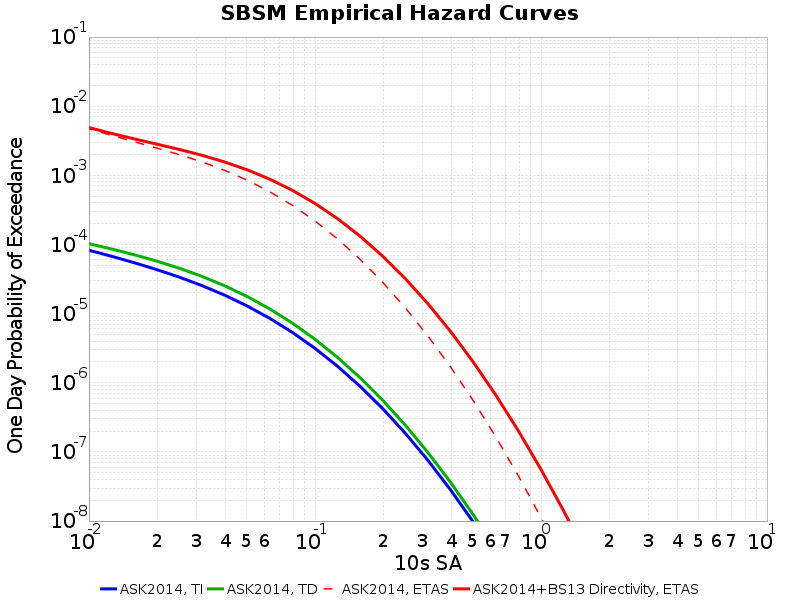 SBSM Empirical Hazard Curves
One Day Probability of Exceedance
10-1
10-2
10-3
10-4
10-5
10-6
10-7
10-8
10-2 2 3 4 5 6 10-1 2 3 4 5 6 7 100 2 3 4 5 6 7 101
10s SA
ASK2014, TI ASK2014, TD ASK2014, ETAS ASK2014+BS13 Directivity, ETAS